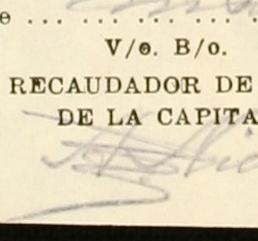 e .. ... ... ... ... ..
V/o. B/o.
RECAUDADOR DE
DE LA CAPITA